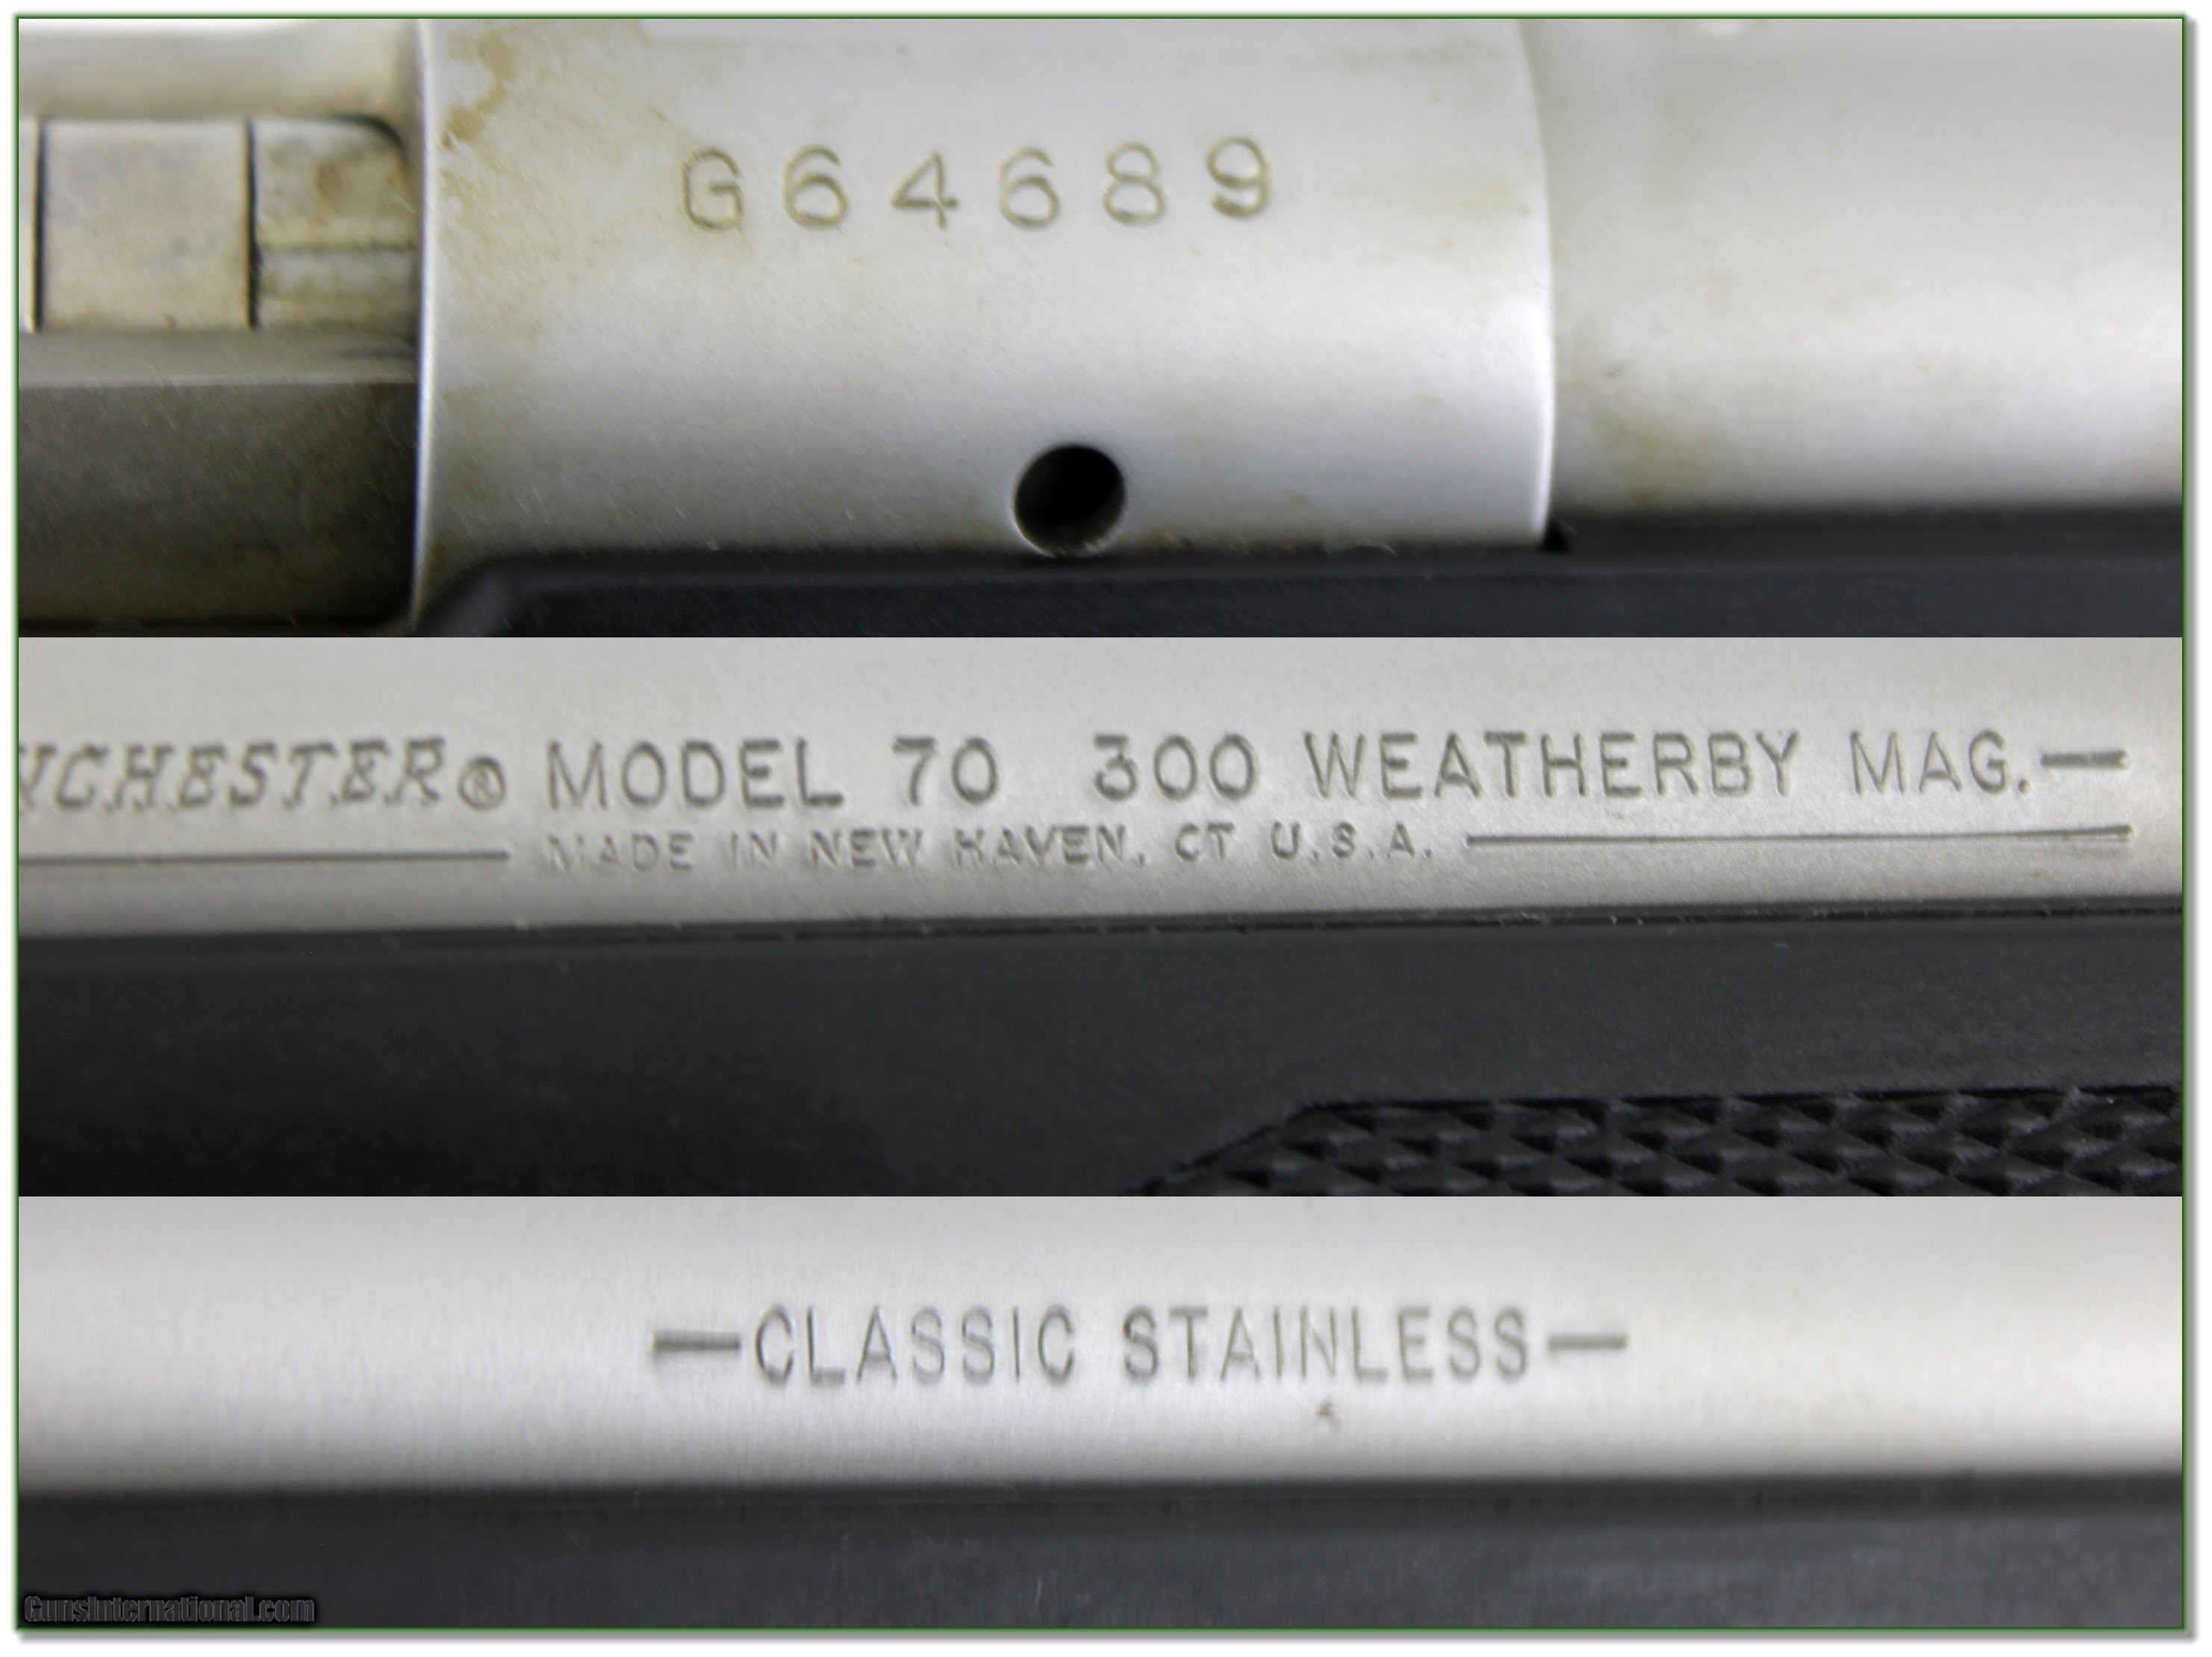 G64689
NCHESTER® MODEL 70 300 WEATHERBY MAG.—
MADE IN NEW HAVEN, CT U.S.A.
—CLASSIC STAINLESS—
GunsInternational.com